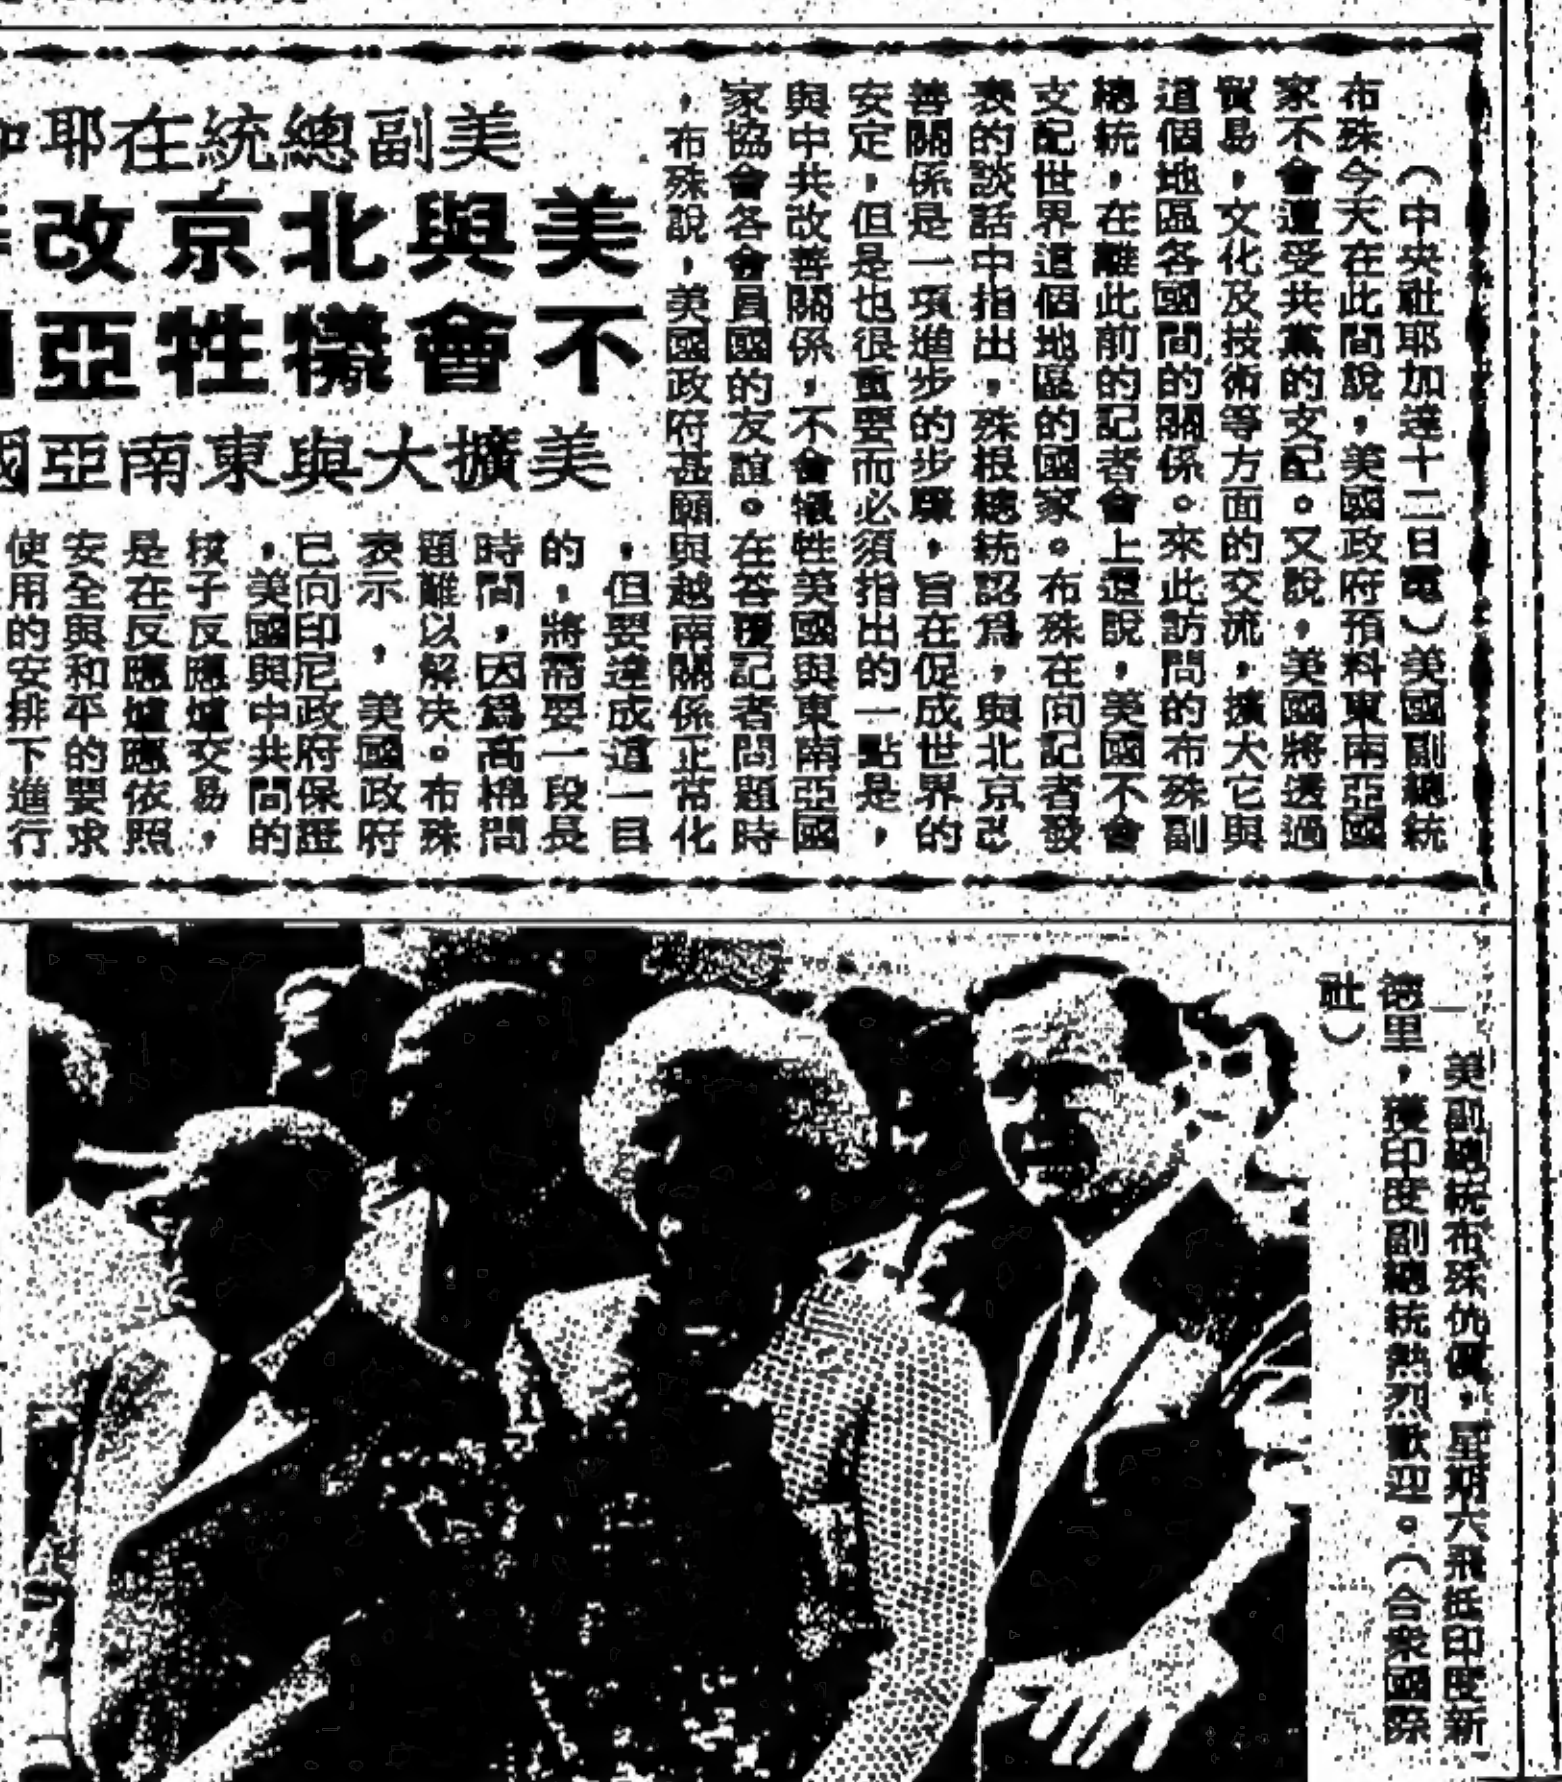 美副總統在耶加
美與北京改
不會犧牲亞
美擴大與東南亞國
（中央社耶加達十二日電）美國副總統
布殊今天在此間說，美國政府預料東南亞國
家不會遭受共黨的支配。又說，美國將透過
貿易，文化及技術等方面的交流，擴大它與
這個地區各國間的關係。來此訪問的布殊副
總統，在離此前的記者會上還說，美國不會
支配世界這個地區的國家。布殊在向記者發
表的談話中指出，殊根總統認爲，與北京改
善關係是一項進步的步驟，旨在促成世界的
安定，但是也很重要而必須指出的一點是，
與中共改善關係，不會犧牲美國與東南亞國
家協會各會員國的友誼。在答覆記者問題時
，布殊說，美國政府甚願與越南關係正常化
，但要達成這一目
的，將需要一段長
時間，因爲高棉問
題難以解决。布殊
表示，美國政府
已向印尼政府保證
，美國與中共間的
核子反應爐交易，
是在反應爐應依照
安全與和平的要求
使用的安排下進行
美副總統布殊伉儷，星期六飛抵印度新
德里，獲印度副總統熱烈歡迎。（合衆國際
社）